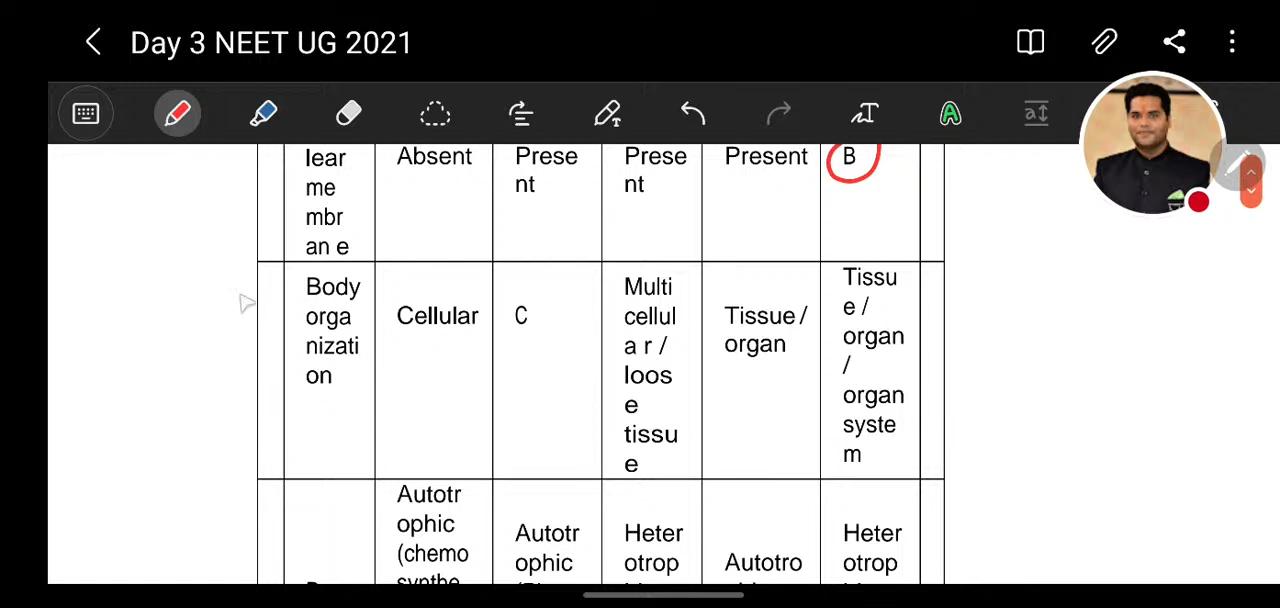 Day 3 NEET UG 2021
lear
me
mbr
an e
Absent
Prese
nt
Prese
nt
Present
B
Body
orga
nizati
on
Cellular
C
Multi
cellul
a r /
loos
e
tissu
e
Tissue /
organ
Tissu
e /
organ
/
organ
syste
m
Autotr
ophic
(chemo
synthe
Autotr
ophic
Heter
otrop
Autotro
Heter
otrop